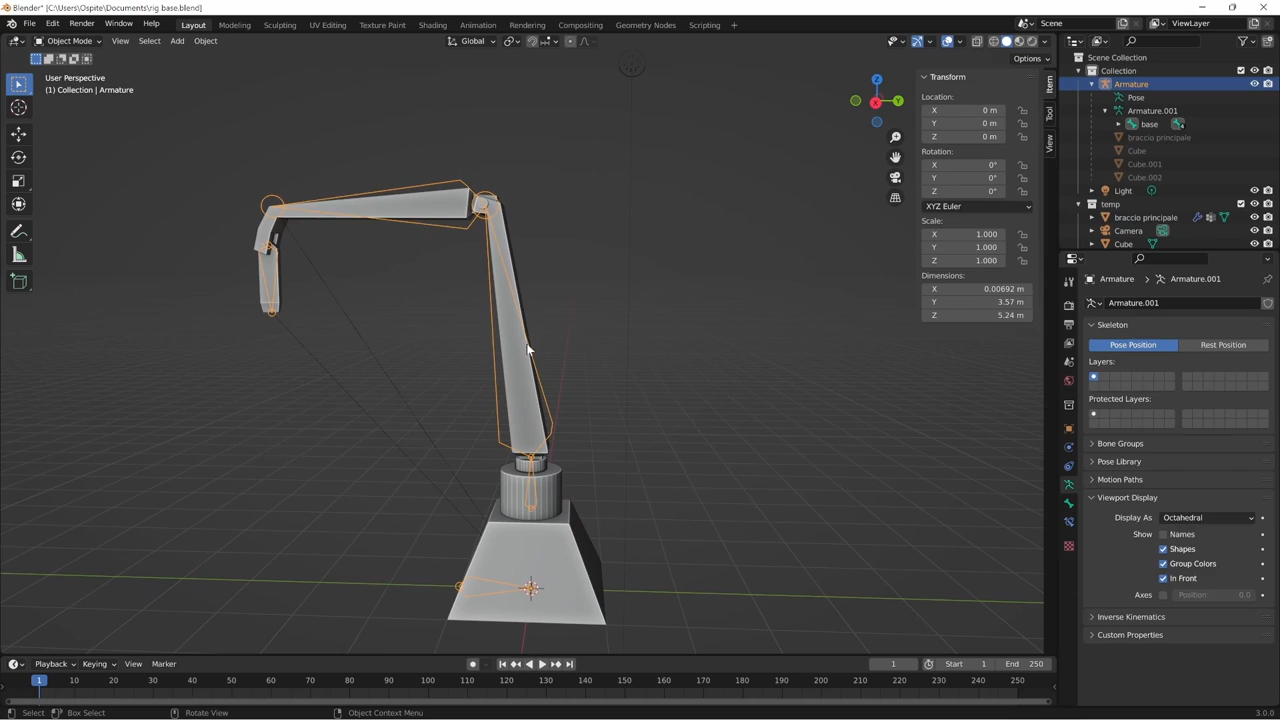 Blender* [C:\Users\Ospite\Documents\rig base.blend]
File Edit Render Window Help Layout Modeling Sculpting UV Editing Texture Paint Shading Animation Rendering Compositing Geometry Nodes Scripting + Scene ViewLayer
Object Mode View Select Add Object Global
Options
User Perspective
(1) Collection | Armature
Z
Y
X
Transform
Location:
X 0 m
Y 0 m
Z 0 m
Rotation:
X 0°
Y 0°
Z 0°
XYZ Euler
Scale:
X 1.000
Y 1.000
Z 1.000
Dimensions:
X 0.00692 m
Y 3.57 m
Z 5.24 m
Item
Tool
View
Scene Collection
Collection
Armature
Pose
Armature.001
base 4
braccio principale
Cube
Cube.001
Cube.002
Light
temp
braccio principale
Camera
Cube
Armature > Armature.001
Armature.001
Skeleton
Pose Position Rest Position
Layers:
Protected Layers:
Bone Groups
Pose Library
Motion Paths
Viewport Display
Display As Octahedral
Show Names
Shapes
Group Colors
In Front
Axes Position: 0.0
Inverse Kinematics
Custom Properties
Playback Keying View Marker 1 Start 1 End 250
1 10 20 30 40 50 60 70 80 90 100 110 120 130 140 150 160 170 180 190 200 210 220 230 240 250
Select Box Select Rotate View Object Context Menu 3.0.0